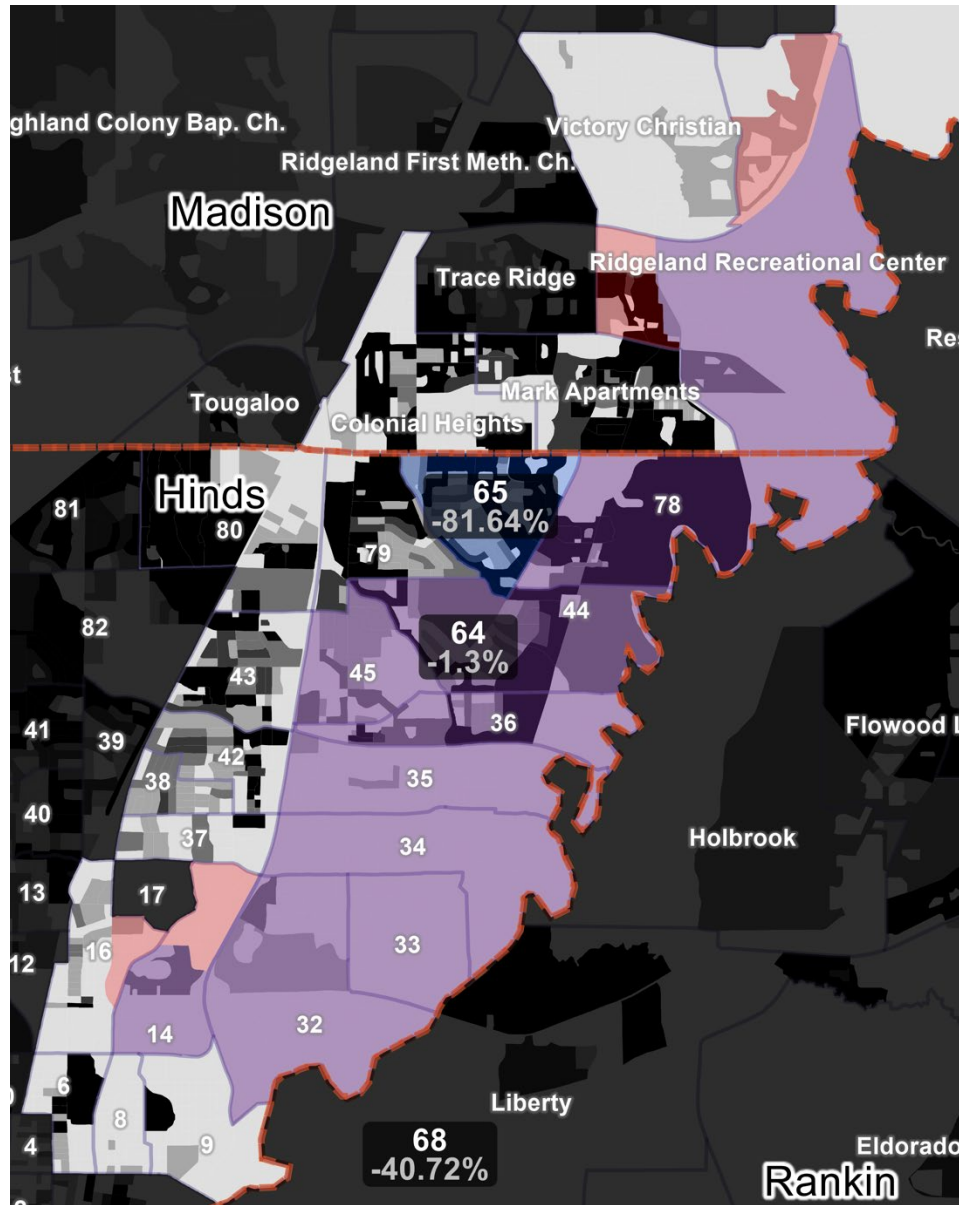 ghland Colony Bap. Ch.
Victory Christian
Ridgeland First Meth. Ch.
Madison
Ridgeland Recreational Center
Trace Ridge
Res
st
Mark Apartments
Tougaloo
Colonial Heights
Hinds
65
-81.64%
81
80
78
79
82
64
-1.3%
44
45
43
36
41
39
42
Flowood L
35
38
40
37
34
Holbrook
13
17
33
16
12
32
14
6
8
Liberty
4
9
68
-40.72%
Eldorado
Rankin